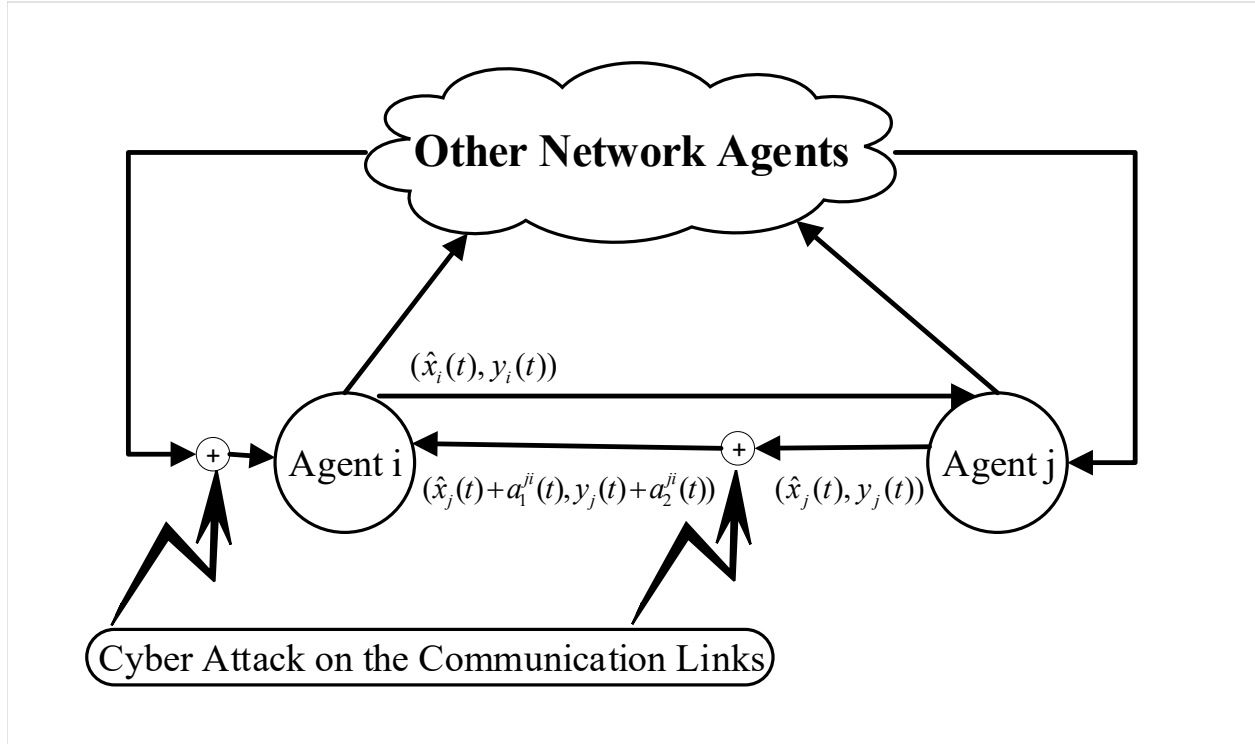 Other Network Agents
(x̂_i(t), y_i(t))
+
Agent i
+
Agent j
(x̂_j(t)+a_1^{ji}(t), y_j(t)+a_2^{ji}(t))
(x̂_j(t), y_j(t))
Cyber Attack on the Communication Links